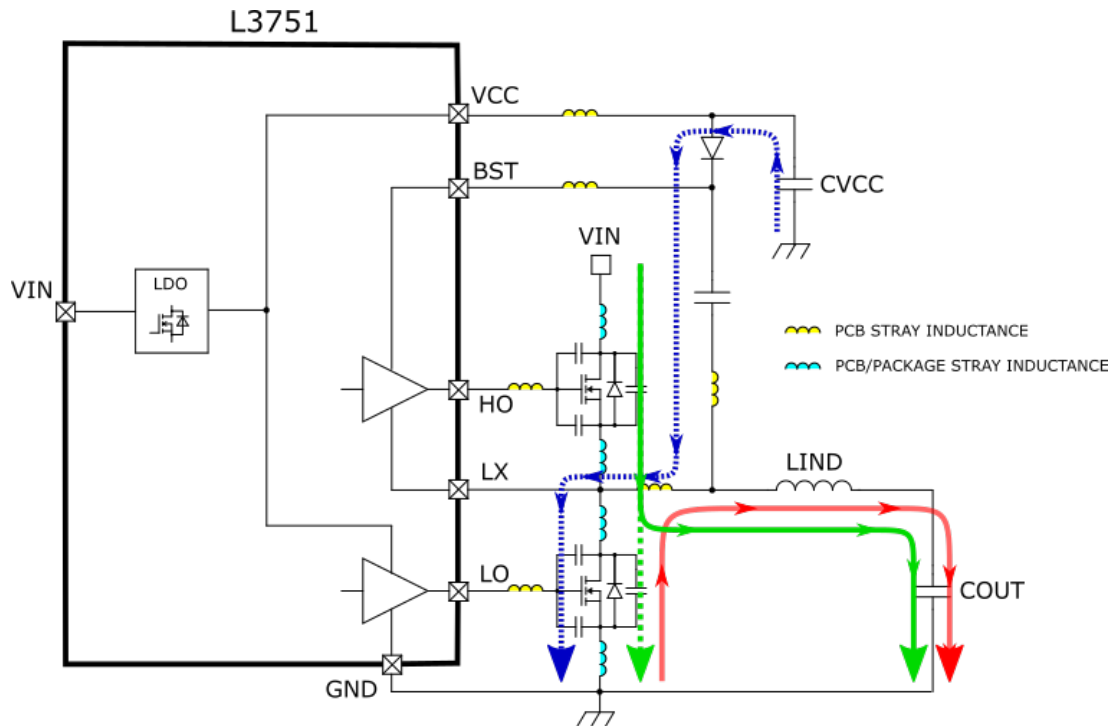 L3751
VCC
BST
CVCC
VIN
VIN
LDO
PCB STRAY INDUCTANCE
PCB/PACKAGE STRAY INDUCTANCE
HO
LX
LIND
LO
COUT
GND